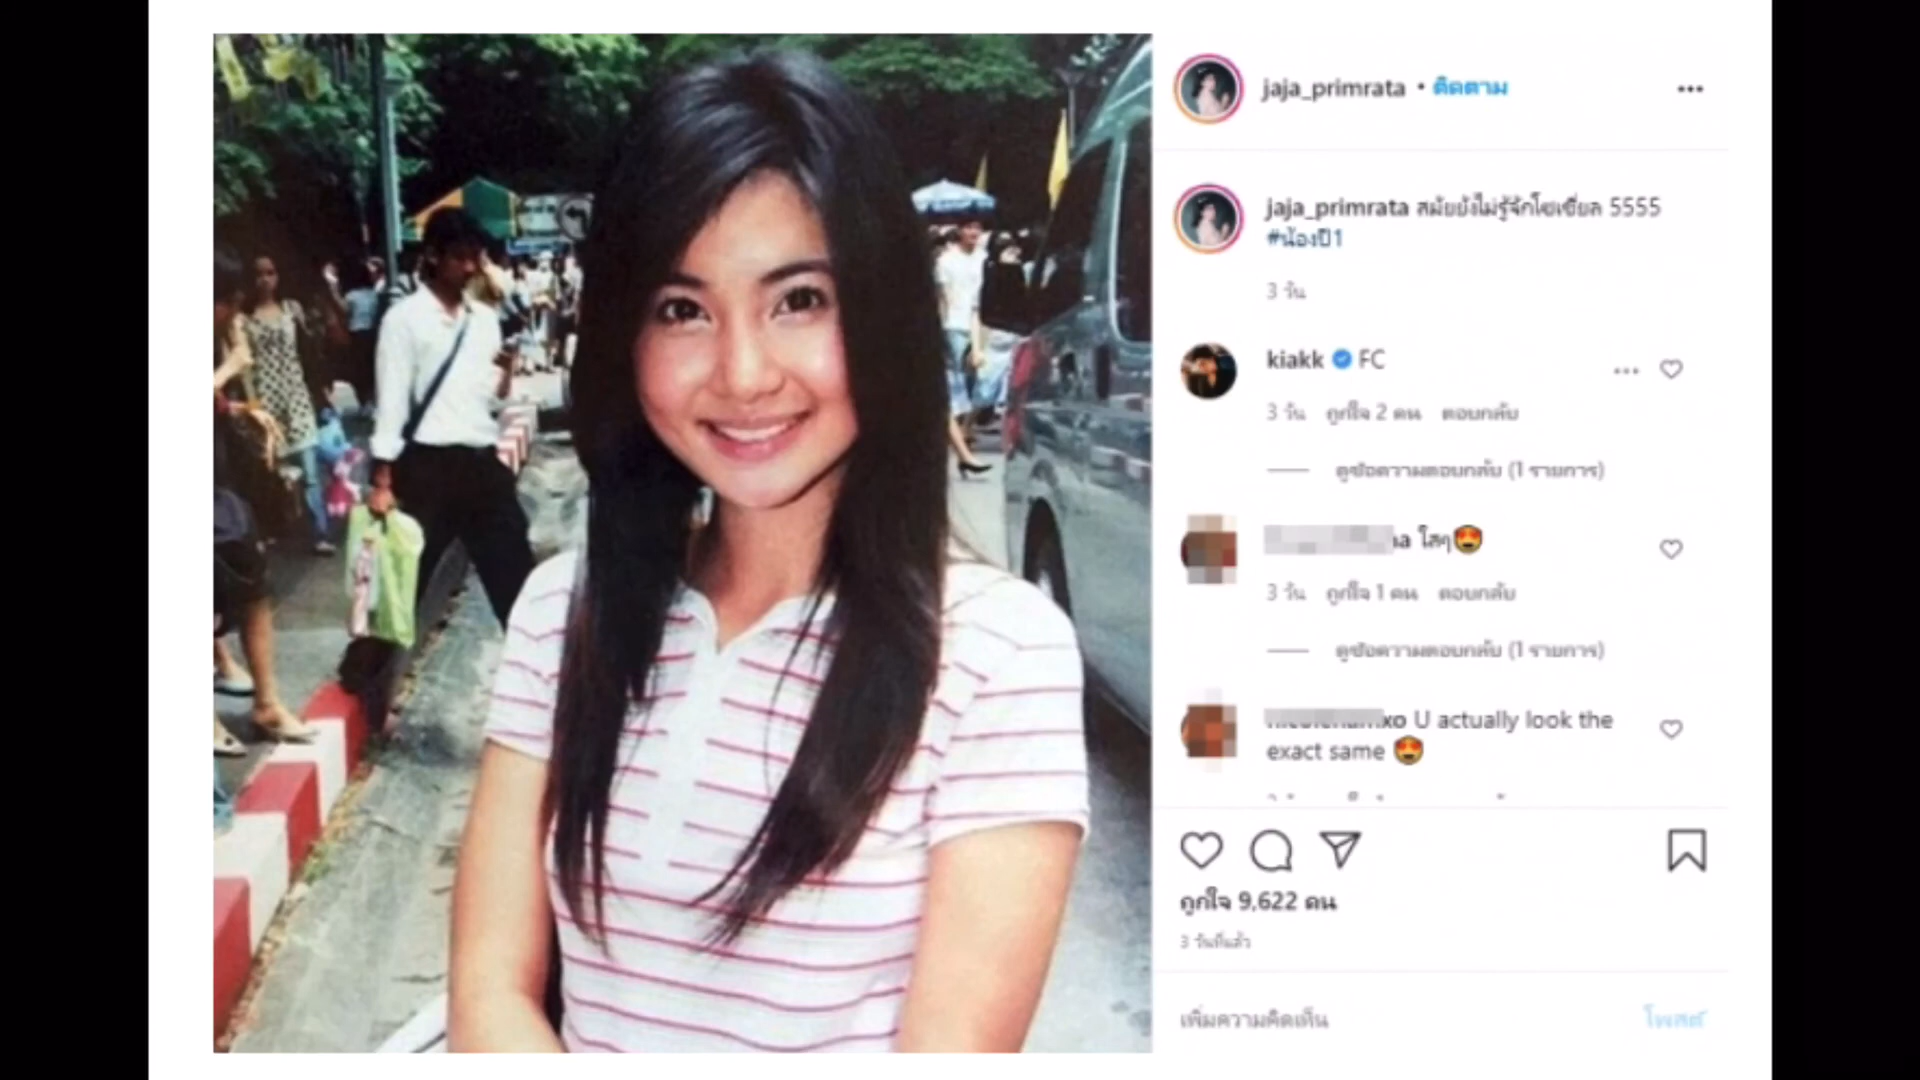 jaja_primrata • ติดตาม
jaja_primrata สมัยยังไม่รู้จักโซเชี่ยล 5555
#น้องปี1
3 วัน
kiakk FC
3 วัน ถูกใจ 2 คน ตอบกลับ
ดูข้อความตอบกลับ (1 รายการ)
ใสๆ😍
3 วัน ถูกใจ 1 คน ตอบกลับ
ดูข้อความตอบกลับ (1 รายการ)
xo U actually look the
exact same 😍
ถูกใจ 9,622 คน
3 วันที่แล้ว
เพิ่มความคิดเห็น
โพสต์